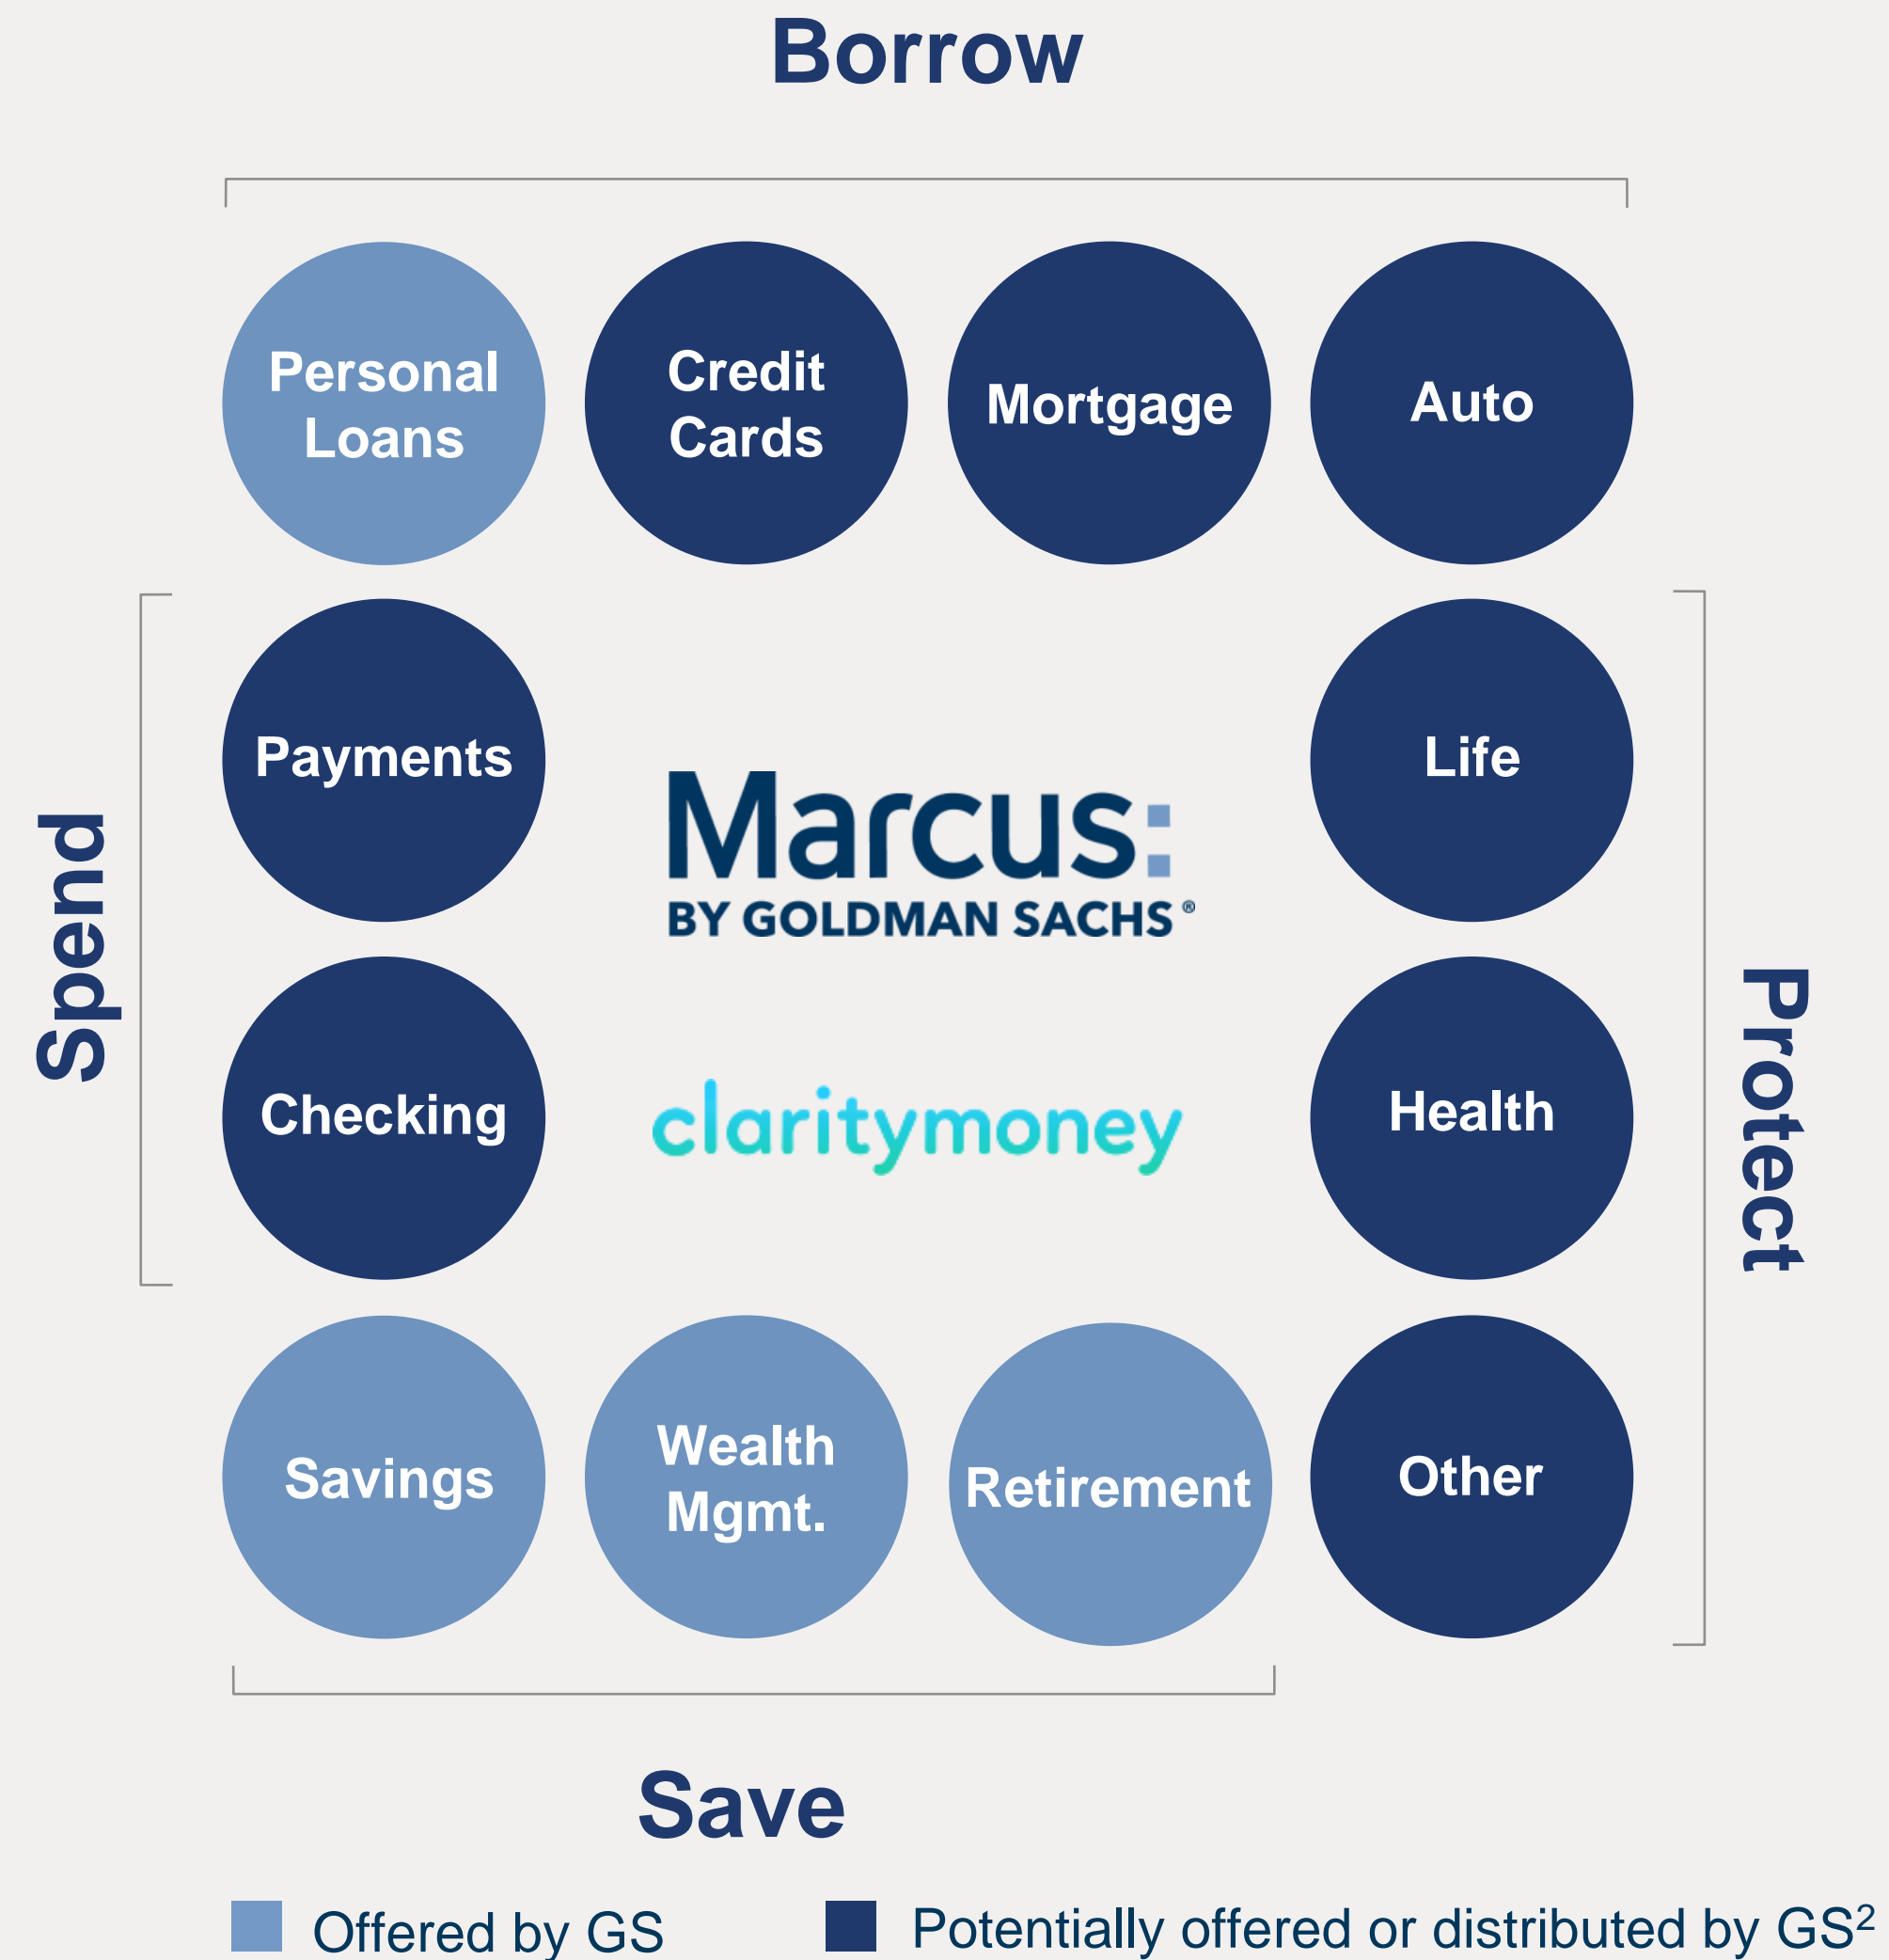 Borrow
Personal
Loans
Credit
Cards
Mortgage
Auto
Spend
Payments
Checking
Marcus:
BY GOLDMAN SACHS®
claritymoney
Life
Health
Other
Protect
Savings
Wealth
Mgmt.
Retirement
Save
Offered by GS
Potentially offered or distributed by GS²